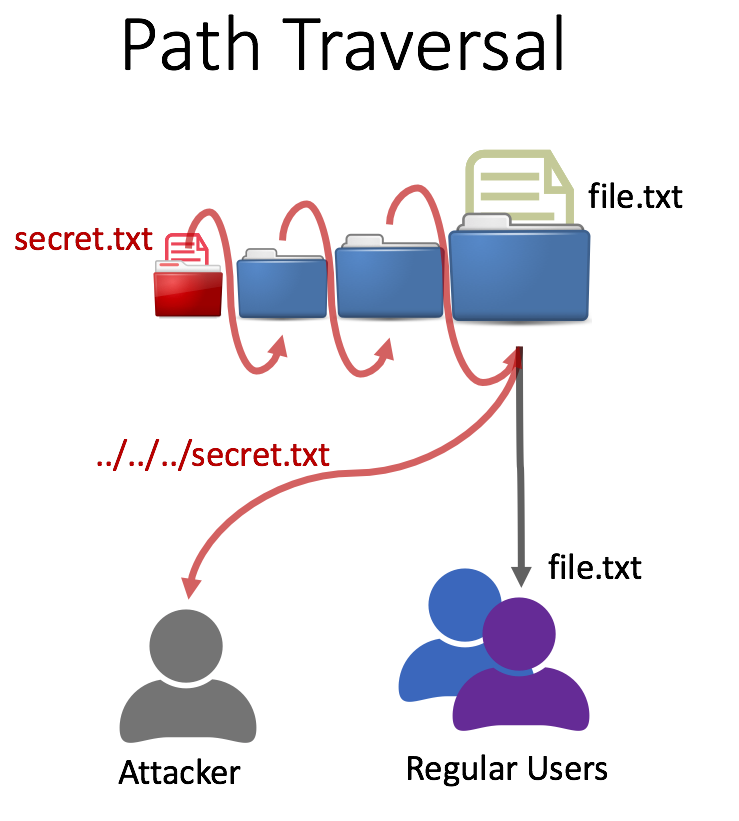 Path Traversal
file.txt
secret.txt
../../../secret.txt
file.txt
Attacker
Regular Users